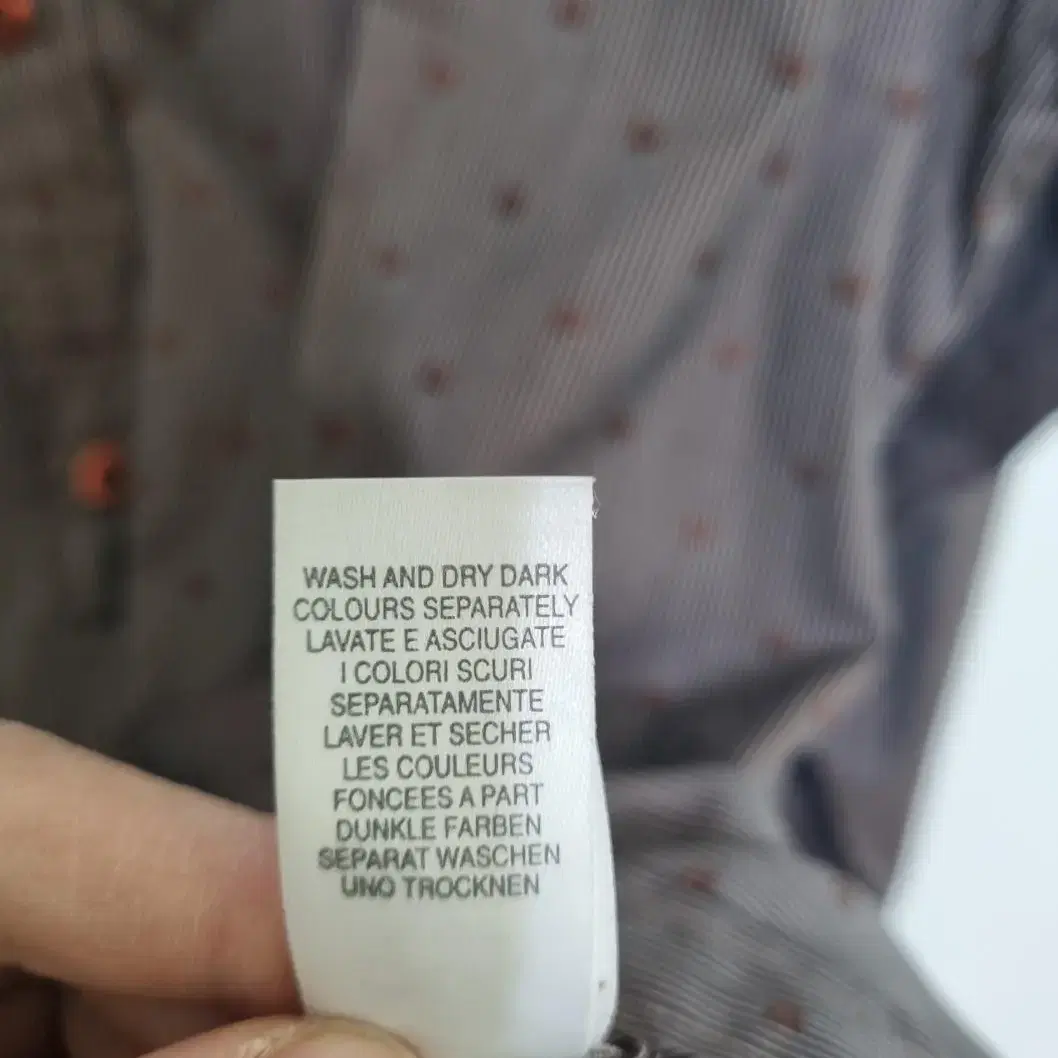 WASH AND DRY DARK
COLOURS SEPARATELY
LAVATE E ASCIUGATE
I COLORI SCURI
SEPARATAMENTE
LAVER ET SECHER
LES COULEURS
FONCEES A PART
DUNKLE FARBEN
SEPARAT WASCHEN
UNO TROCKNEN